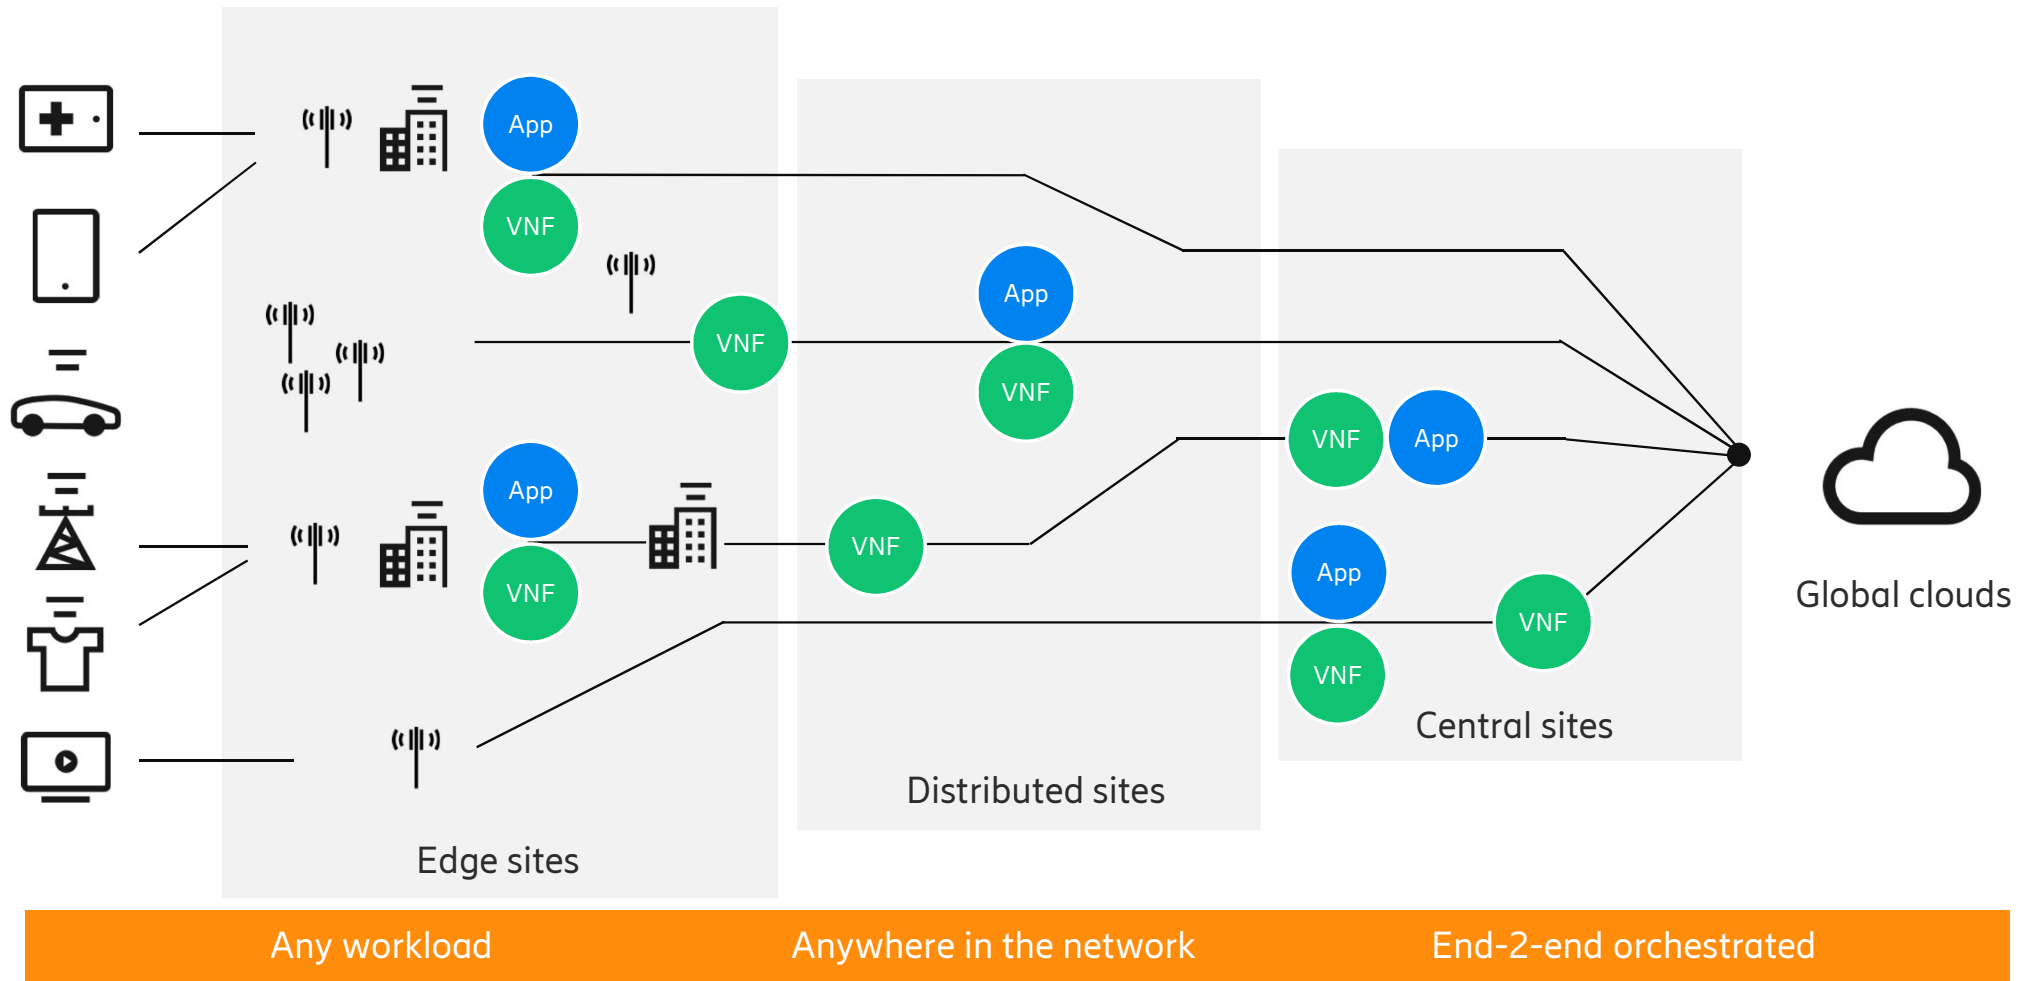 App
VNF
VNF
App
VNF
App
VNF
VNF
VNF
App
App
VNF
VNF
Global clouds
Central sites
Distributed sites
Edge sites
Any workload
Anywhere in the network
End-2-end orchestrated